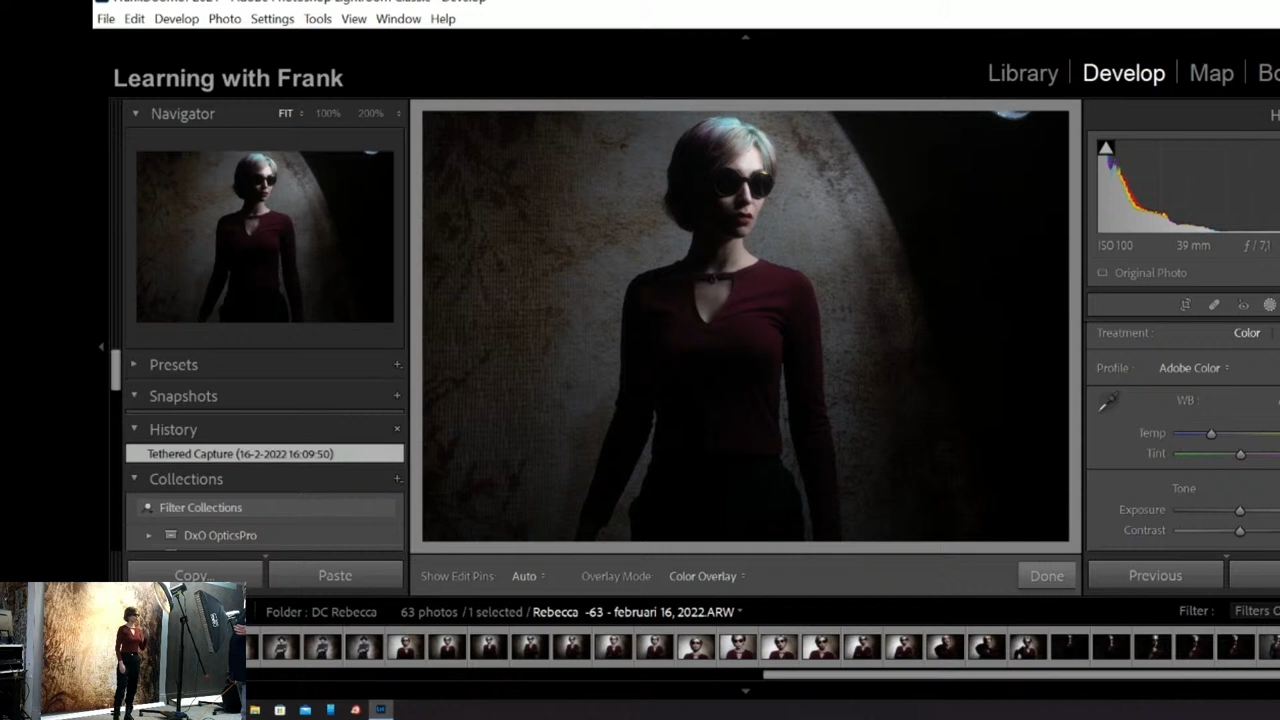 File Edit Develop Photo Settings Tools View Window Help
Learning with Frank
Library Develop Map
Navigator FIT 100% 200%
ISO 100 39 mm ƒ / 7,1
Original Photo
Treatment : Color
Presets
Profile : Adobe Color
Snapshots
WB :
History
Temp
Tethered Capture (16-2-2022 16:09:50)
Tint
Collections
Tone
Filter Collections
Exposure
Contrast
DxO OpticsPro
Copy... Paste
Show Edit Pins Auto Overlay Mode: Color Overlay Done
Previous
Folder : DC Rebecca 63 photos / 1 selected / Rebecca -63 - februari 16, 2022.ARW
Filter :